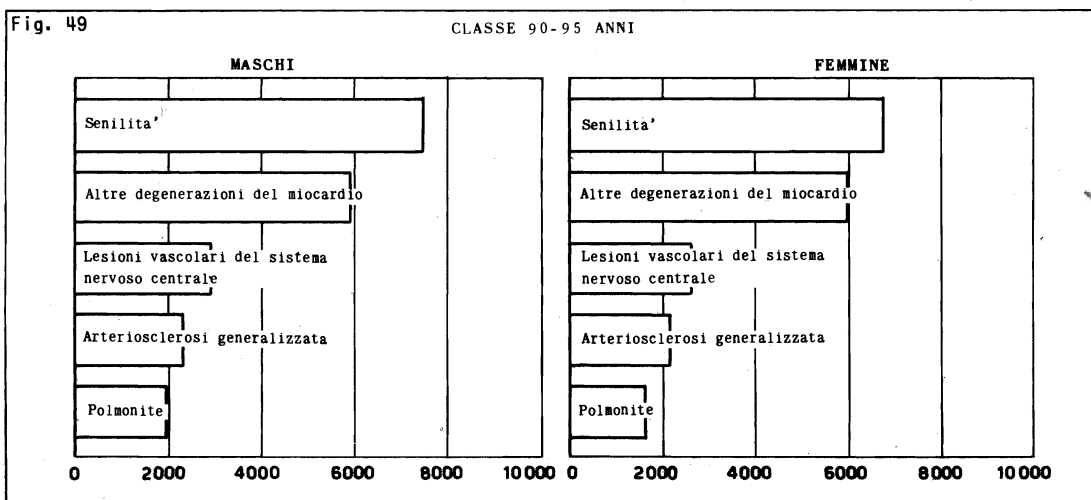 Fig. 49
CLASSE 90-95 ANNI
MASCHI
Senilita'
Altre degenerazioni del miocardio
Lesioni vascolari del sistema
nervoso centrale
Arteriosclerosi generalizzata
Polmonite
0 2000 4000 6000 8000 10000
FEMMINE
Senilita'
Altre degenerazioni del miocardio
Lesioni vascolari del sistema
nervoso centrale
Arteriosclerosi generalizzata
Polmonite
0 2000 4000 6000 8000 10000